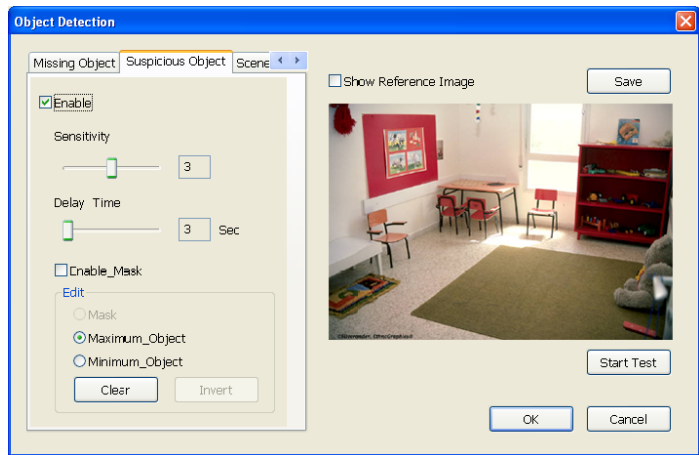 Object Detection
Missing Object
Suspicious Object
Scene
Enable
Sensitivity
3
Delay Time
3 Sec
Enable_Mask
Edit
Mask
Maximum_Object
Minimum_Object
Clear
Invert
Show Reference Image
Save
Start Test
OK
Cancel